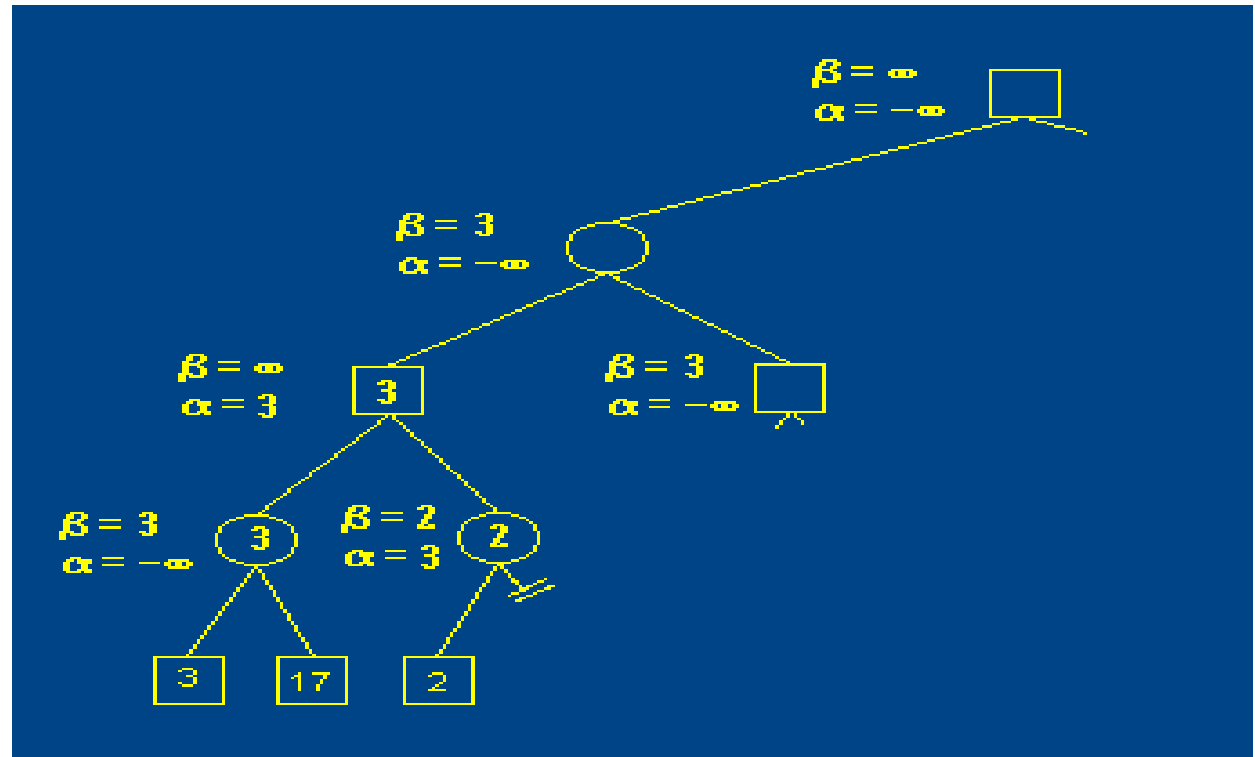 β = ∞
α = −∞
β = 3
α = −∞
β = ∞
α = 3
3
β = 3
α = −∞
β = 3
α = −∞
3
β = 2
α = 3
2
3
17
2